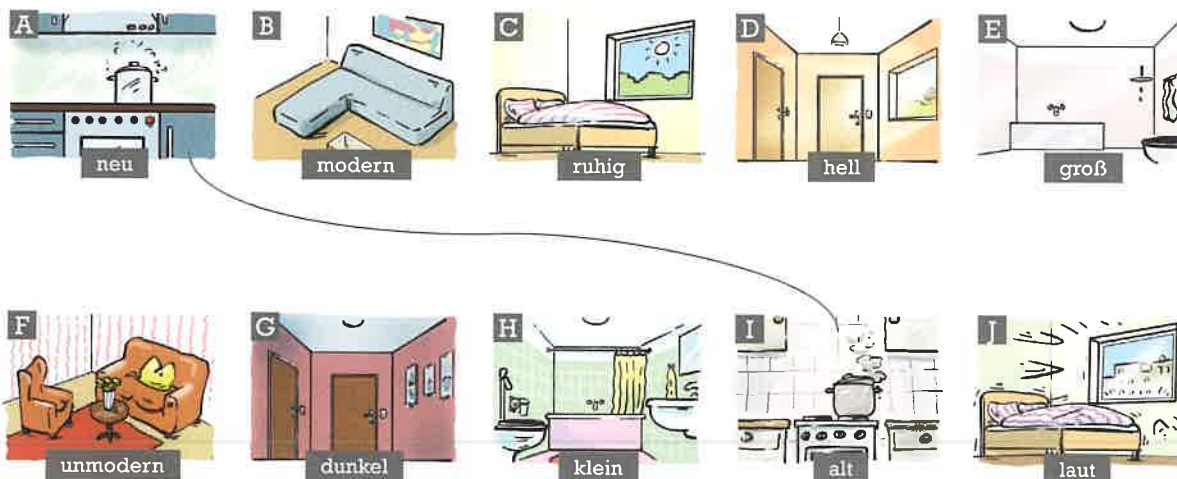 A
B
C
D
E
neu
modern
ruhig
hell
groß
F
G
H
I
J
unmodern
dunkel
klein
alt
laut